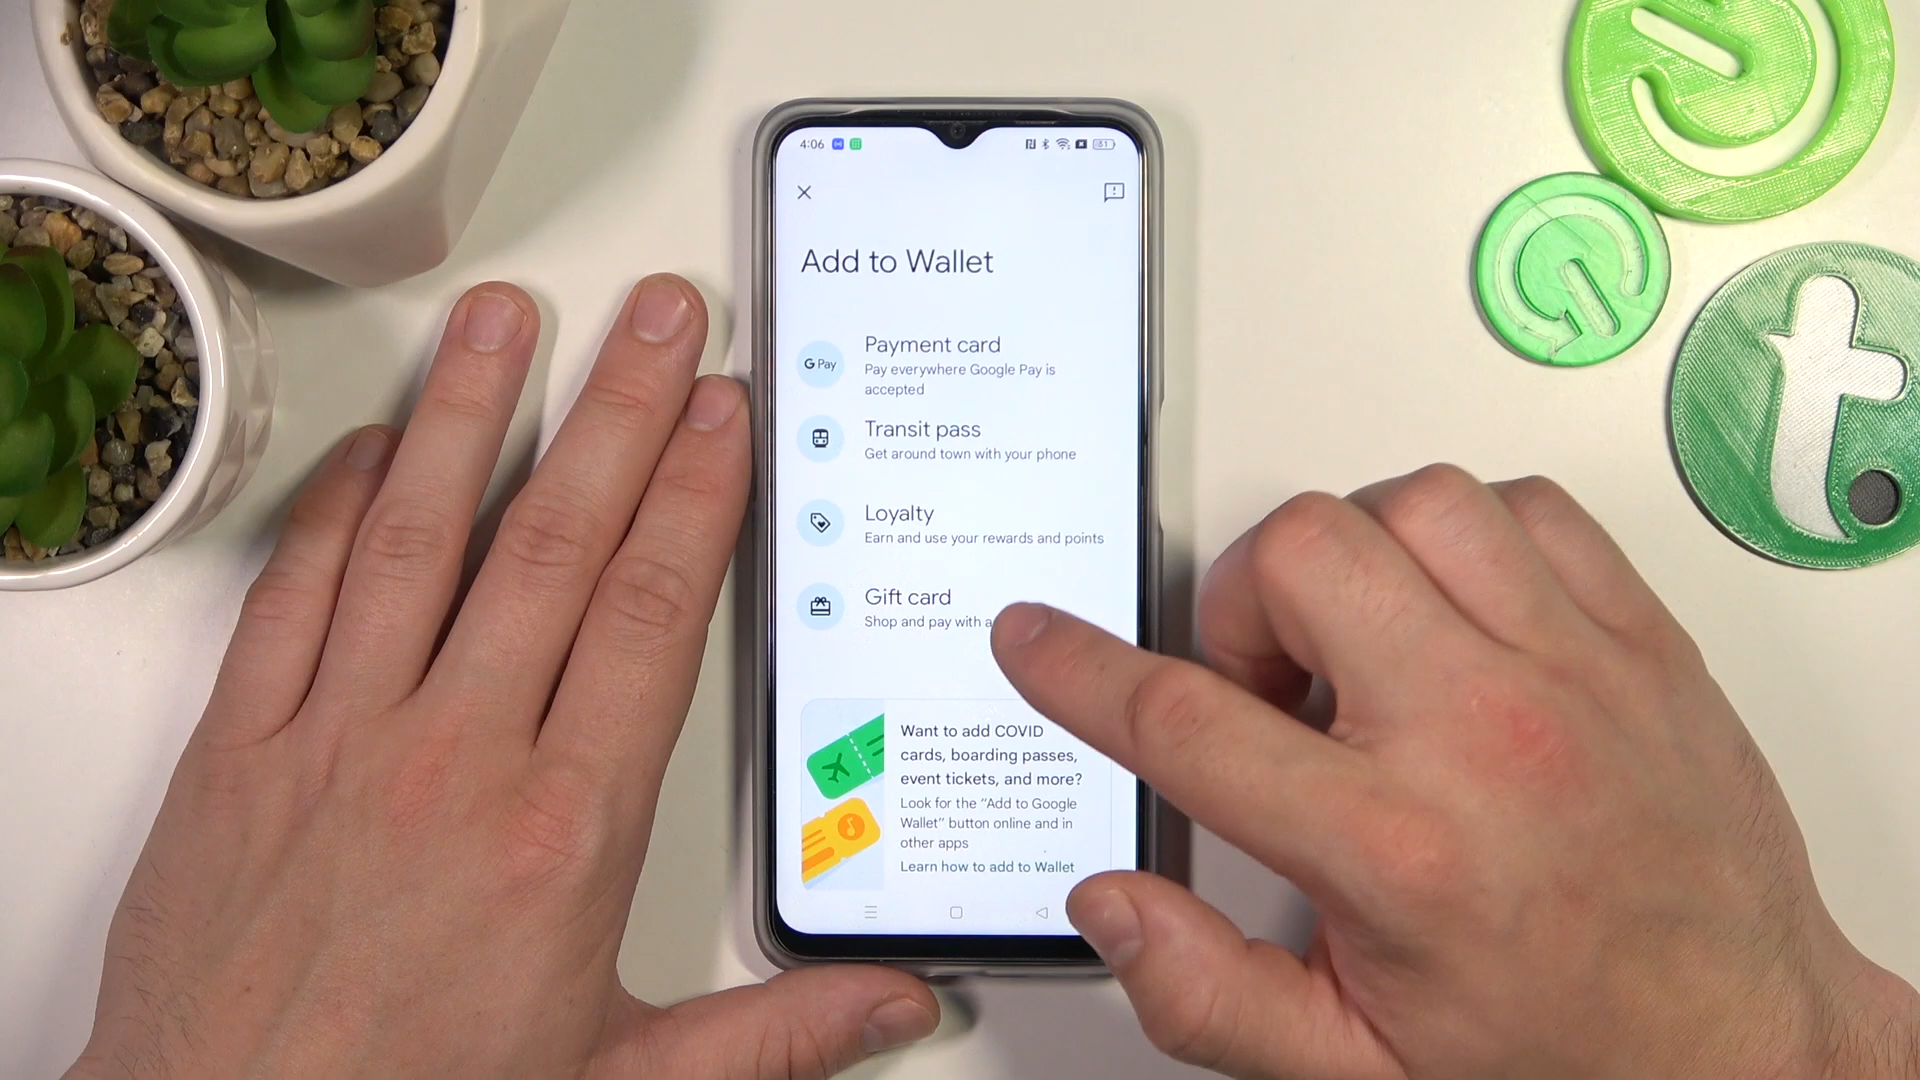 4:06
Add to Wallet
G Pay
Payment card
Pay everywhere Google Pay is
accepted
Transit pass
Get around town with your phone
Loyalty
Earn and use your rewards and points
Gift card
Shop and pay with a
Want to add COVID
cards, boarding passes,
event tickets, and more?
Look for the “Add to Google
Wallet” button online and in
other apps
Learn how to add to Wallet